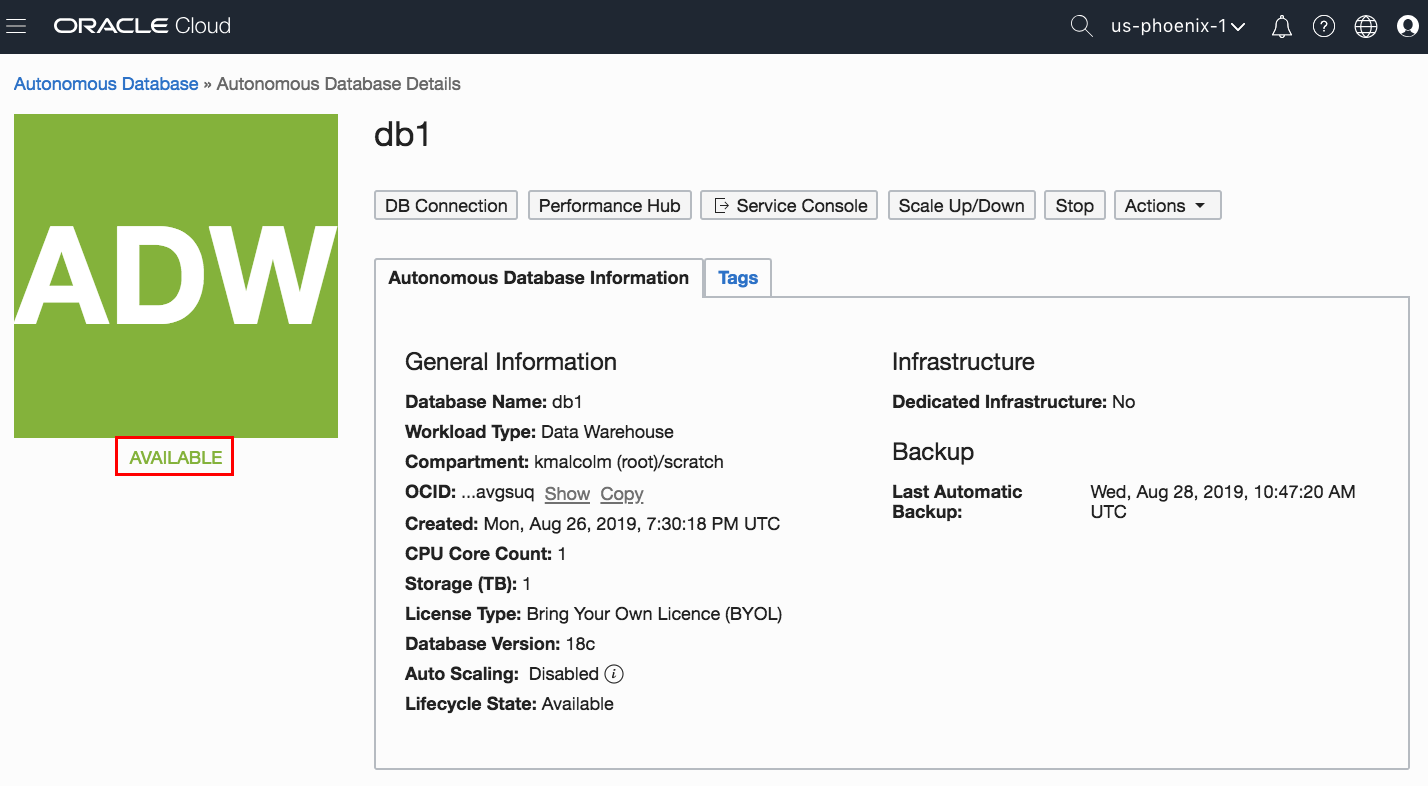 ORACLE Cloud
us-phoenix-1
Autonomous Database » Autonomous Database Details
ADW
AVAILABLE
db1
DB Connection
Performance Hub
Service Console
Scale Up/Down
Stop
Actions
Autonomous Database Information
Tags
General Information
Database Name: db1
Workload Type: Data Warehouse
Compartment: kmalcolm (root)/scratch
OCID: ...avgsuq Show Copy
Created: Mon, Aug 26, 2019, 7:30:18 PM UTC
CPU Core Count: 1
Storage (TB): 1
License Type: Bring Your Own Licence (BYOL)
Database Version: 18c
Auto Scaling: Disabled i
Lifecycle State: Available
Infrastructure
Dedicated Infrastructure: No
Backup
Last Automatic Backup: Wed, Aug 28, 2019, 10:47:20 AM UTC